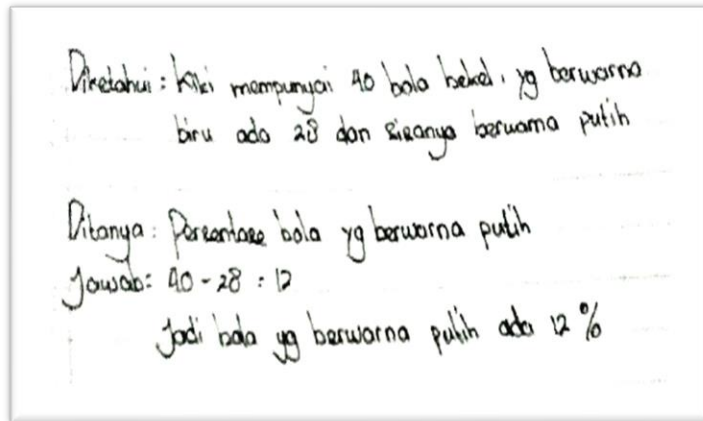 Diketahui : Kiki mempunyai 40 bola bekel, yg berwarna
biru ada 28 dan sisanya berwarna putih
Ditanya : Persentase bola yg berwarna putih
Jawab : 40 - 28 : 12
Jadi bola yg berwarna putih ada 12 %